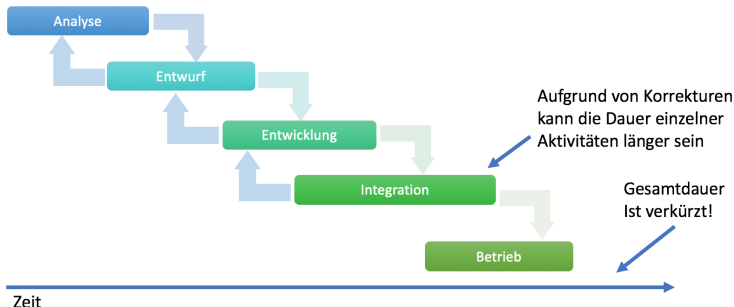 Analyse
Entwurf
Entwicklung
Integration
Betrieb
Aufgrund von Korrekturen
kann die Dauer einzelner
Aktivitäten länger sein
Gesamtdauer
Ist verkürzt!
Zeit